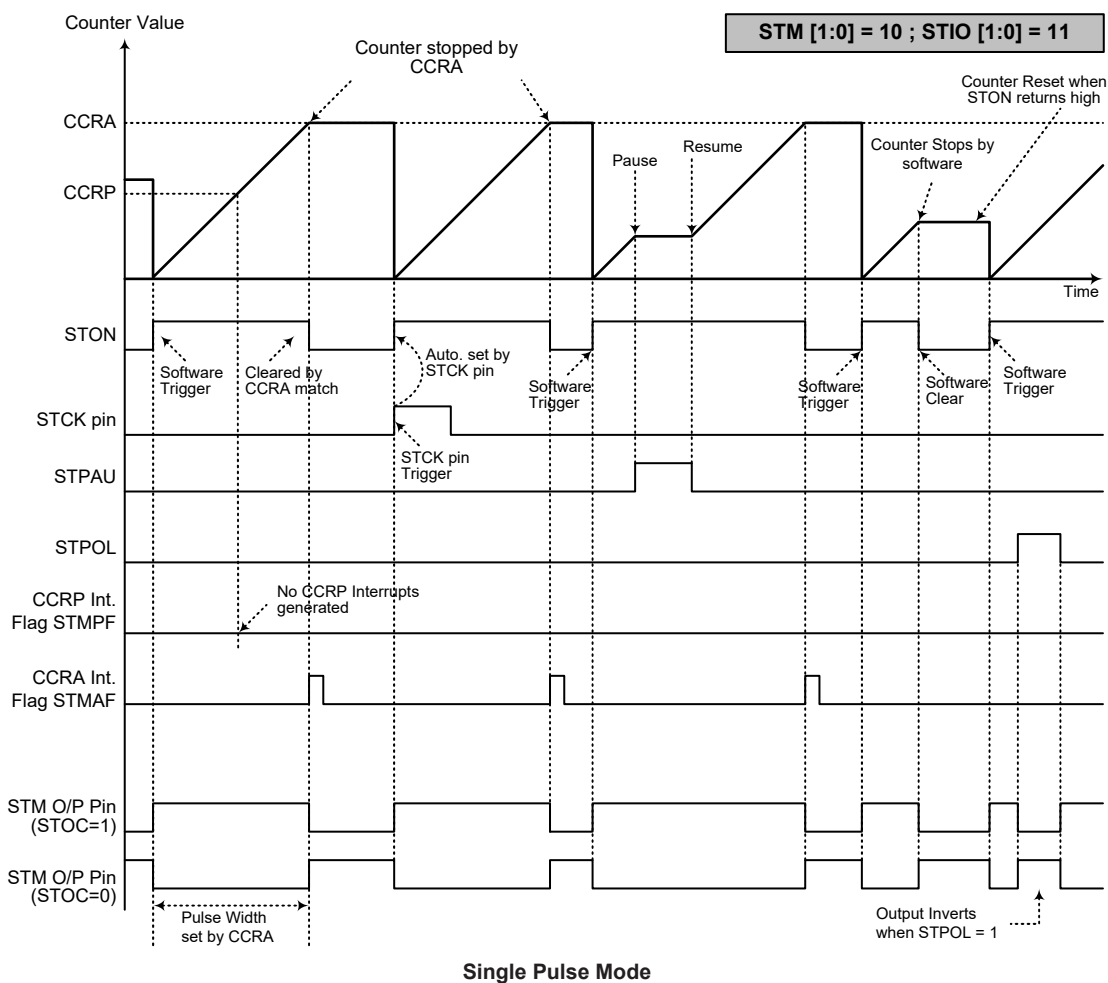 Counter Value
STM [1:0] = 10 ; STIO [1:0] = 11
Counter stopped by
CCRA
Counter Reset when
STON returns high
CCRA
Pause
Resume
Counter Stops by
software
CCRP
Time
STON
Software
Trigger
Cleared by
CCRA match
Auto. set by
STCK pin
Software
Trigger
Software
Trigger
Software
Clear
Software
Trigger
STCK pin
STCK pin
Trigger
STPAU
STPOL
No CCRP Interrupts
generated
CCRP Int.
Flag STMPF
CCRA Int.
Flag STMAF
STM O/P Pin
(STOC=1)
STM O/P Pin
(STOC=0)
Pulse Width
set by CCRA
Output Inverts
when STPOL = 1
Single Pulse Mode